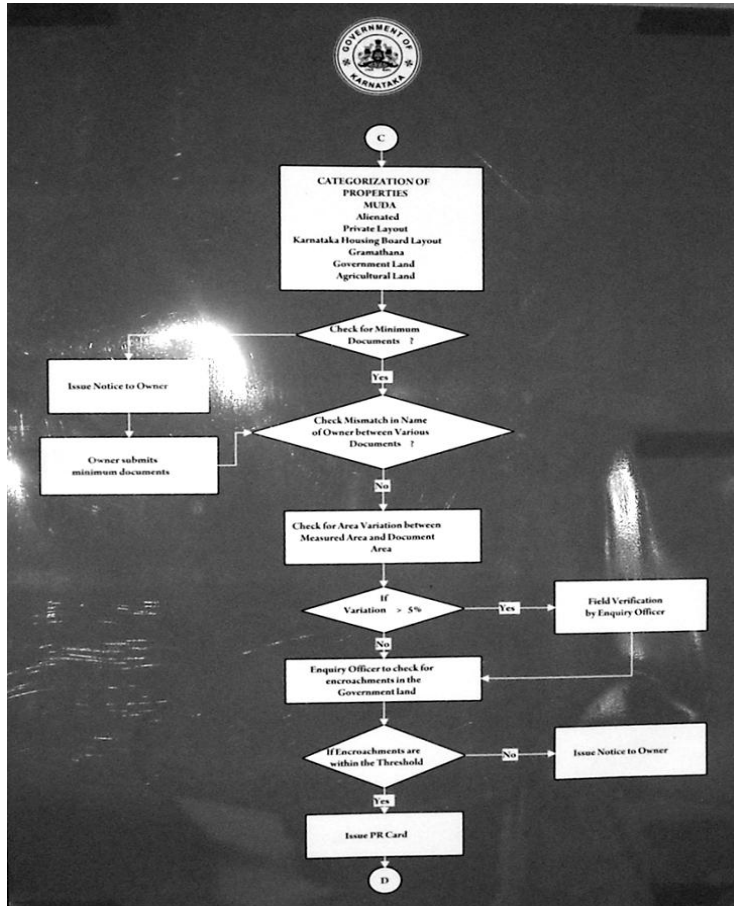 GOVERNMENT OF
KARNATAKA
C
CATEGORIZATION OF
PROPERTIES
MUDA
Alienated
Private Layout
Karnataka Housing Board Layout
Gramathana
Government Land
Agricultural Land
Check for Minimum
Documents ?
Issue Notice to Owner
Yes
Check Mismatch in Name
of Owner between Various
Documents ?
Owner submits
minimum documents
No
Check for Area Variation between
Measured Area and Document
Area
If
Variation > 5%
Yes
Field Verification
by Enquiry Officer
No
Enquiry Officer to check for
encroachments in the
Government land
If Encroachments are
within the Threshold
No
Issue Notice to Owner
Yes
Issue PR Card
D